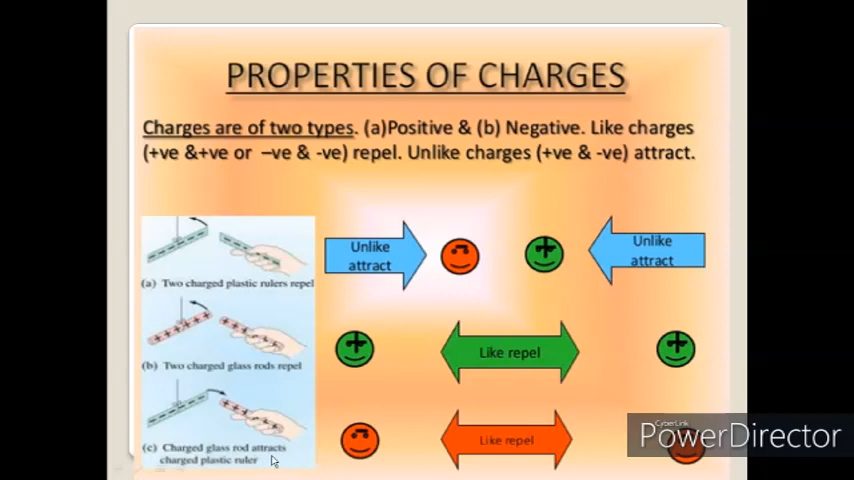 PROPERTIES OF CHARGES
Charges are of two types. (a)Positive & (b) Negative. Like charges
(+ve &+ve or –ve & -ve) repel. Unlike charges (+ve & -ve) attract.
(a) Two charged plastic rulers repel
(b) Two charged glass rods repel
(c) Charged glass rod attracts
charged plastic ruler
Unlike
attract
Unlike
attract
Like repel
Like repel
CyberLink
PowerDirector